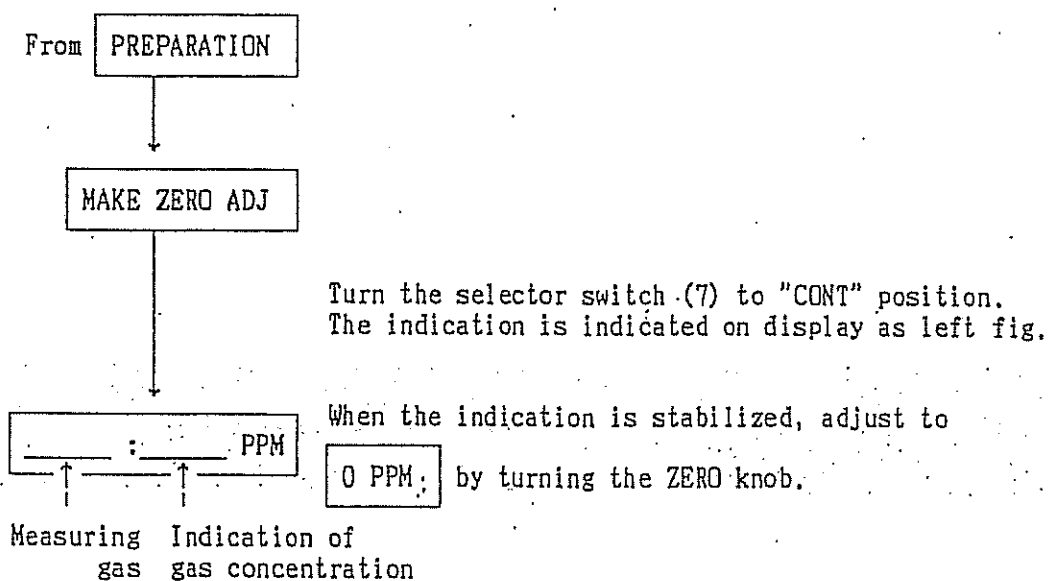 From PREPARATION
MAKE ZERO ADJ
Turn the selector switch (7) to "CONT" position.
The indication is indicated on display as left fig.
______ :______ PPM
When the indication is stabilized, adjust to
0 PPM by turning the ZERO knob.
Measuring gas
Indication of gas concentration